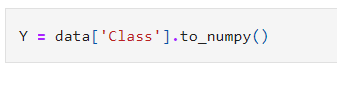 Y = data['Class'].to_numpy()